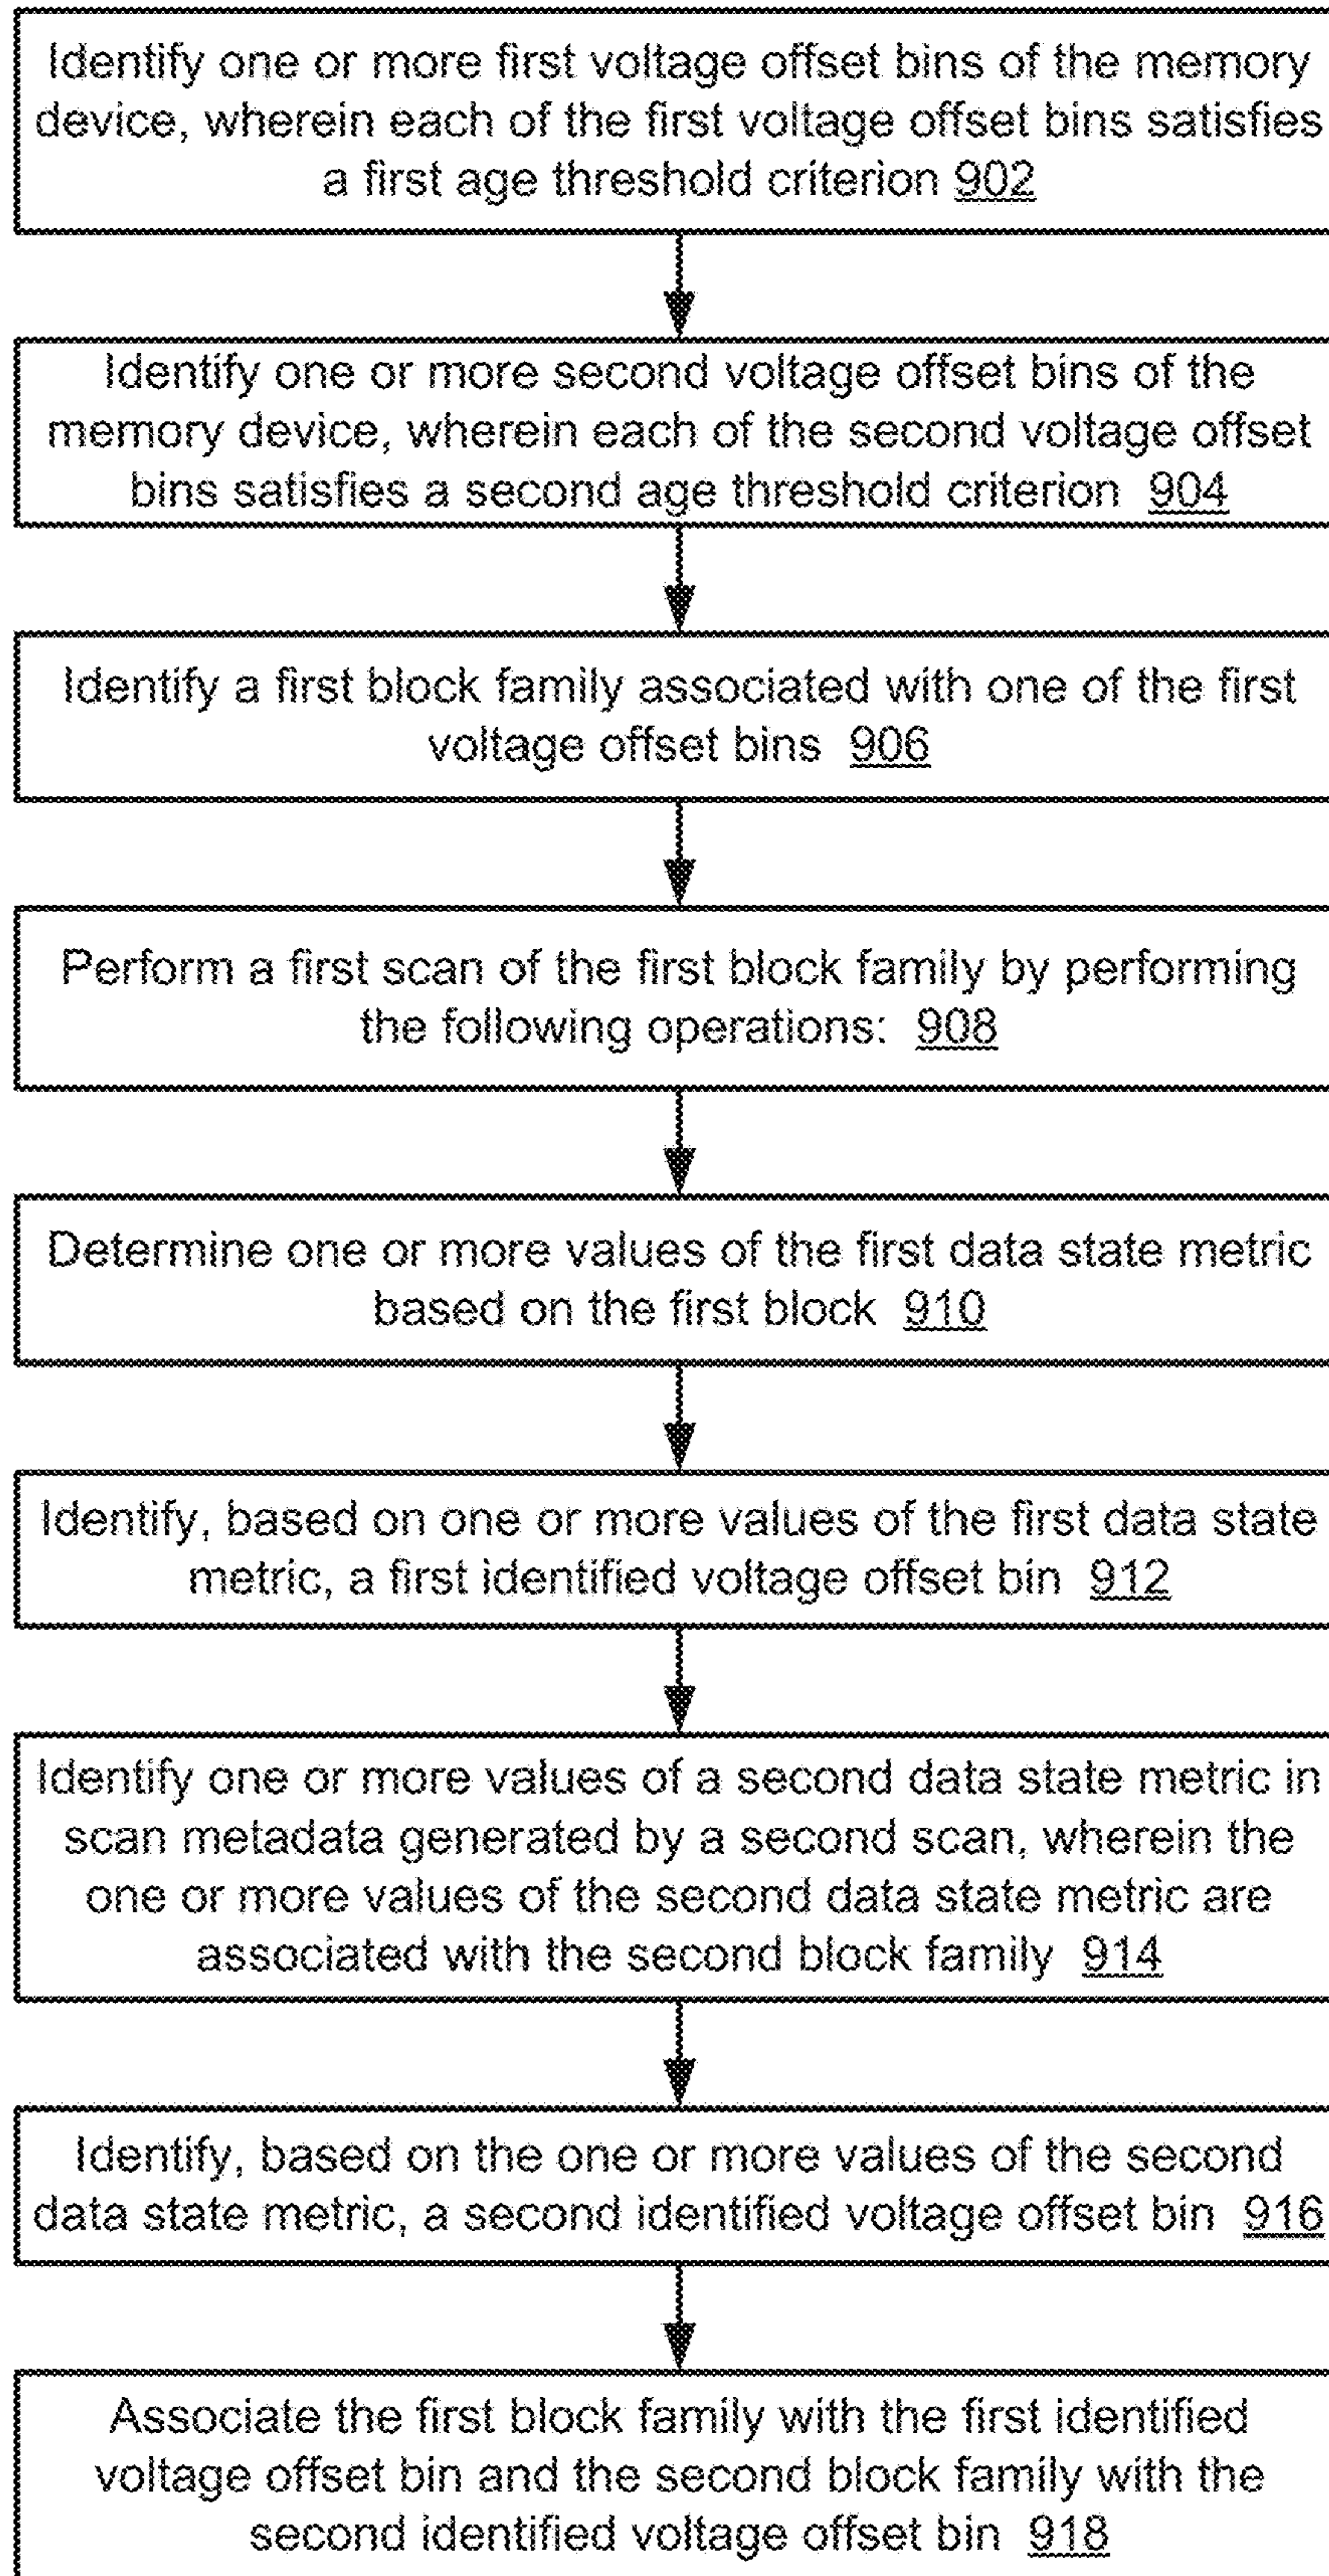 Identify one or more first voltage offset bins of the memory
device, wherein each of the first voltage offset bins satisfies
a first age threshold criterion 902
Identify one or more second voltage offset bins of the
memory device, wherein each of the second voltage offset
bins satisfies a second age threshold criterion 904
Identify a first block family associated with one of the first
voltage offset bins 906
Perform a first scan of the first block family by performing
the following operations: 908
Determine one or more values of the first data state metric
based on the first block 910
Identify, based on one or more values of the first data state
metric, a first identified voltage offset bin 912
Identify one or more values of a second data state metric in
scan metadata generated by a second scan, wherein the
one or more values of the second data state metric are
associated with the second block family 914
Identify, based on the one or more values of the second
data state metric, a second identified voltage offset bin 916
Associate the first block family with the first identified
voltage offset bin and the second block family with the
second identified voltage offset bin 918